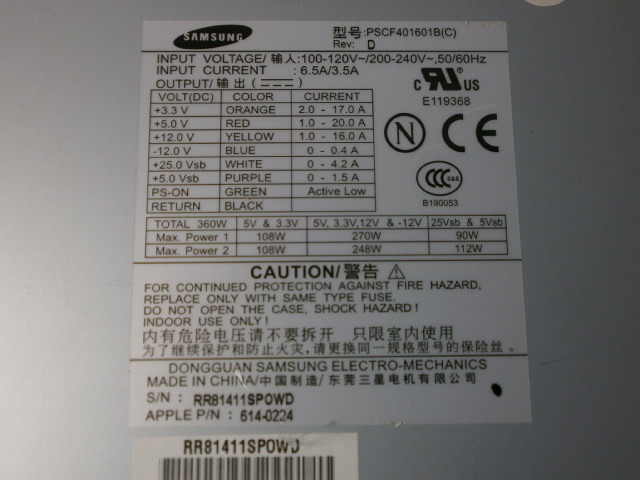 SAMSUNG
型号: PSCF401601B(C)
Rev: D
INPUT VOLTAGE/ 输入: 100-120V~/200-240V~, 50/60Hz
INPUT CURRENT : 6.5A/3.5A
OUTPUT/ 输出 ( ⎓ )
VOLT(DC) COLOR CURRENT
+3.3 V ORANGE 2.0 - 17.0 A
+5.0 V RED 1.0 - 20.0 A
+12.0 V YELLOW 1.0 - 16.0 A
-12.0 V BLUE 0 - 0.4 A
+25.0 Vsb WHITE 0 - 4.2 A
+5.0 Vsb PURPLE 0 - 1.5 A
PS-ON GREEN Active Low
RETURN BLACK
c RU US
E119368
N CE
CCC S&E
B190053
TOTAL 360W 5V & 3.3V 5V, 3.3V,12V & -12V 25Vsb & 5Vsb
Max. Power 1 108W 270W 90W
Max. Power 2 108W 248W 112W
CAUTION/警告 ⚠
FOR CONTINUED PROTECTION AGAINST FIRE HAZARD,
REPLACE ONLY WITH SAME TYPE FUSE.
DO NOT OPEN THE CASE, SHOCK HAZARD!
INDOOR USE ONLY!
内有危险电压请不要拆开 只限室内使用
为了继续保护和防止火灾, 请更换同一规格型号的保险丝。
DONGGUAN SAMSUNG ELECTRO-MECHANICS
MADE IN CHINA/中国制造/ 东莞三星电机有限公司
S/N : RR81411SPOWD
APPLE P/N : 614-0224
RR81411SPOWD